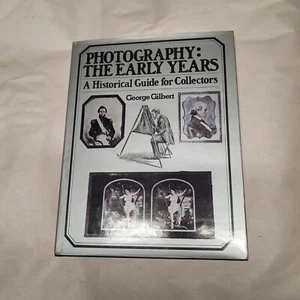 PHOTOGRAPHY:
THE EARLY YEARS
A Historical Guide for Collectors
George Gilbert